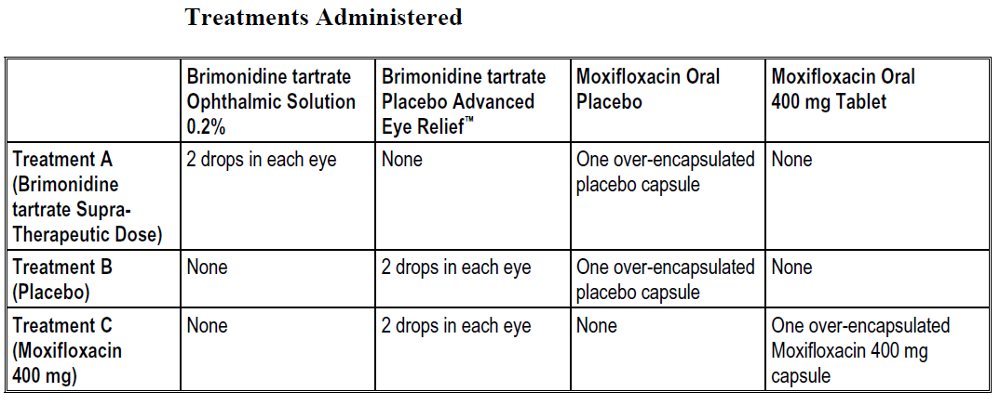 Treatments Administered
Brimonidine tartrate
Ophthalmic Solution
0.2%
Brimonidine tartrate
Placebo Advanced
Eye Relief™
Moxifloxacin Oral
Placebo
Moxifloxacin Oral
400 mg Tablet
Treatment A
(Brimonidine
tartrate Supra-
Therapeutic Dose)
2 drops in each eye
None
One over-encapsulated
placebo capsule
None
Treatment B
(Placebo)
None
2 drops in each eye
One over-encapsulated
placebo capsule
None
Treatment C
(Moxifloxacin
400 mg)
None
2 drops in each eye
None
One over-encapsulated
Moxifloxacin 400 mg
capsule